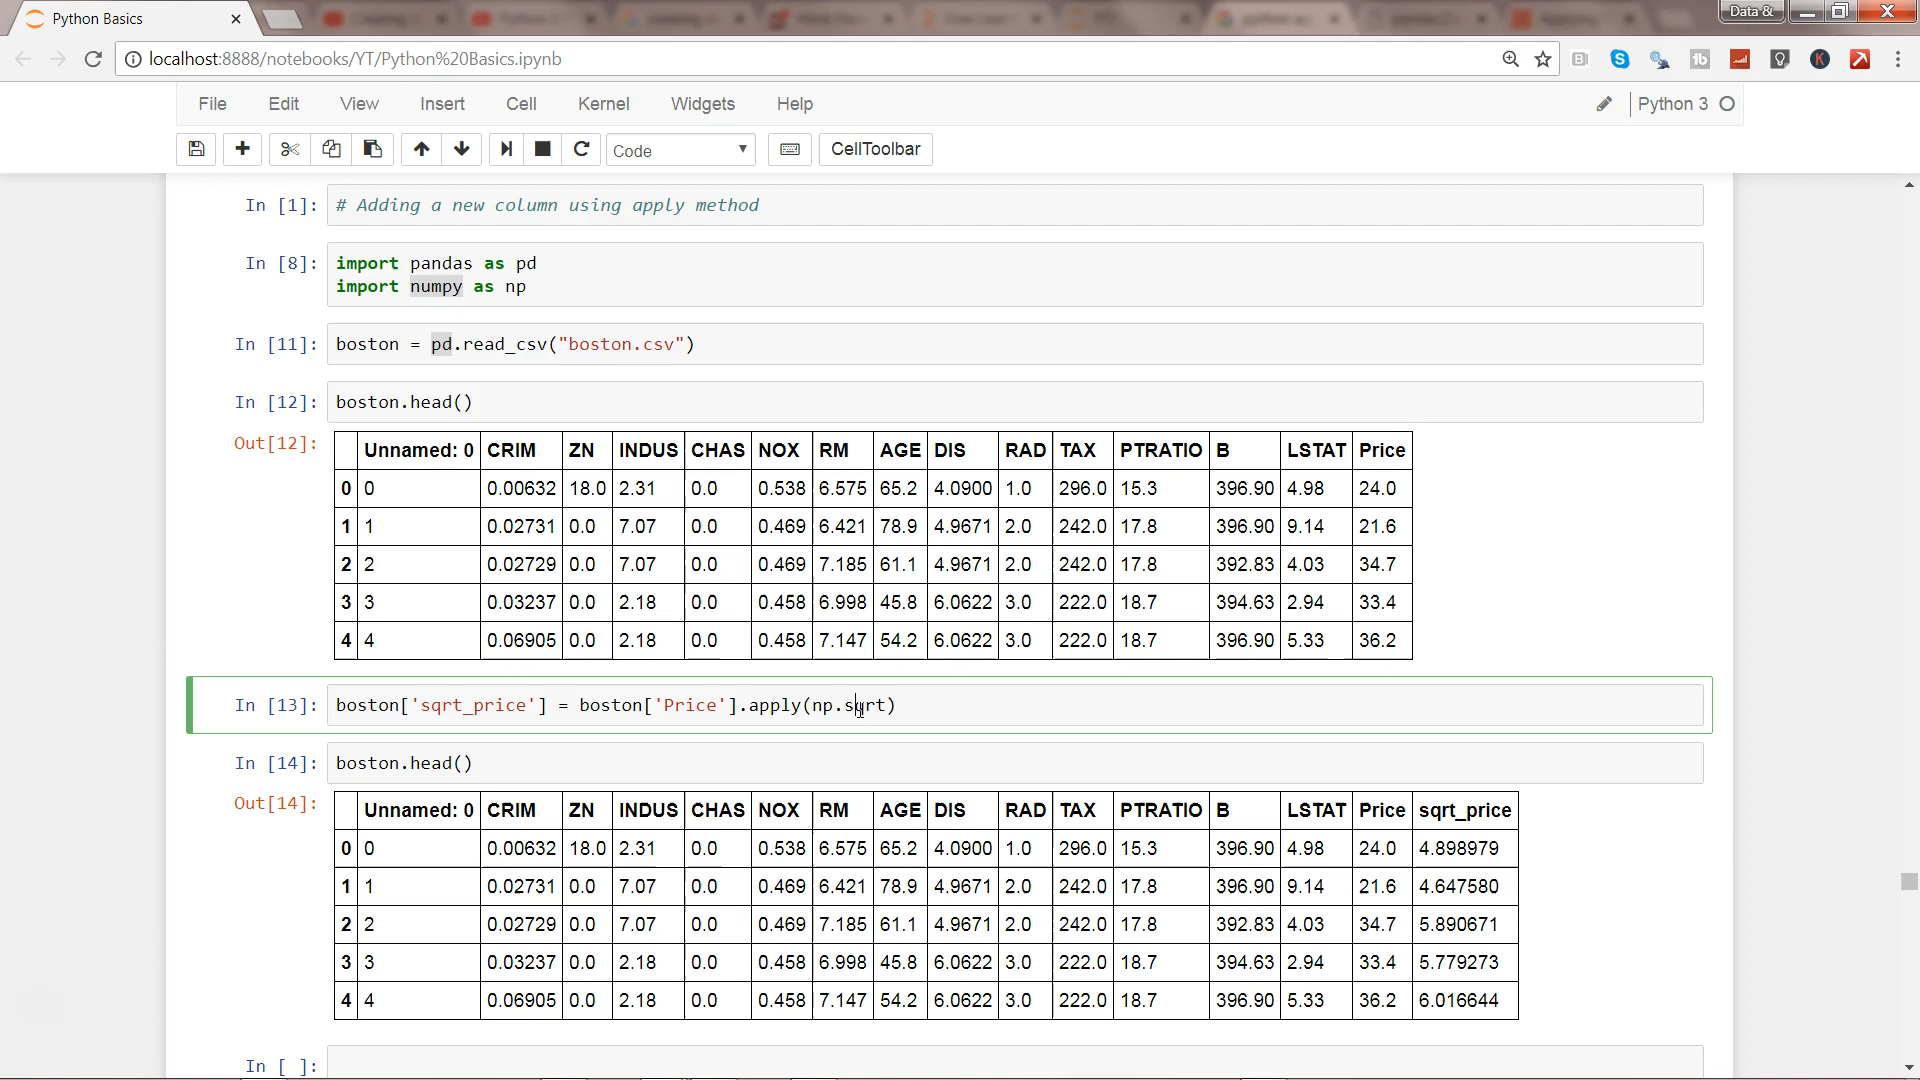 Python Basics
Data &
localhost:8888/notebooks/YT/Python%20Basics.ipynb
File Edit View Insert Cell Kernel Widgets Help Python 3
Code CellToolbar
In [1]: # Adding a new column using apply method
In [8]: import pandas as pd
import numpy as np
In [11]: boston = pd.read_csv("boston.csv")
In [12]: boston.head()
Out[12]:
Unnamed: 0 CRIM ZN INDUS CHAS NOX RM AGE DIS RAD TAX PTRATIO B LSTAT Price
0 0 0.00632 18.0 2.31 0.0 0.538 6.575 65.2 4.0900 1.0 296.0 15.3 396.90 4.98 24.0
1 1 0.02731 0.0 7.07 0.0 0.469 6.421 78.9 4.9671 2.0 242.0 17.8 396.90 9.14 21.6
2 2 0.02729 0.0 7.07 0.0 0.469 7.185 61.1 4.9671 2.0 242.0 17.8 392.83 4.03 34.7
3 3 0.03237 0.0 2.18 0.0 0.458 6.998 45.8 6.0622 3.0 222.0 18.7 394.63 2.94 33.4
4 4 0.06905 0.0 2.18 0.0 0.458 7.147 54.2 6.0622 3.0 222.0 18.7 396.90 5.33 36.2
In [13]: boston['sqrt_price'] = boston['Price'].apply(np.sqrt)
In [14]: boston.head()
Out[14]:
Unnamed: 0 CRIM ZN INDUS CHAS NOX RM AGE DIS RAD TAX PTRATIO B LSTAT Price sqrt_price
0 0 0.00632 18.0 2.31 0.0 0.538 6.575 65.2 4.0900 1.0 296.0 15.3 396.90 4.98 24.0 4.898979
1 1 0.02731 0.0 7.07 0.0 0.469 6.421 78.9 4.9671 2.0 242.0 17.8 396.90 9.14 21.6 4.647580
2 2 0.02729 0.0 7.07 0.0 0.469 7.185 61.1 4.9671 2.0 242.0 17.8 392.83 4.03 34.7 5.890671
3 3 0.03237 0.0 2.18 0.0 0.458 6.998 45.8 6.0622 3.0 222.0 18.7 394.63 2.94 33.4 5.779273
4 4 0.06905 0.0 2.18 0.0 0.458 7.147 54.2 6.0622 3.0 222.0 18.7 396.90 5.33 36.2 6.016644
In [ ]: